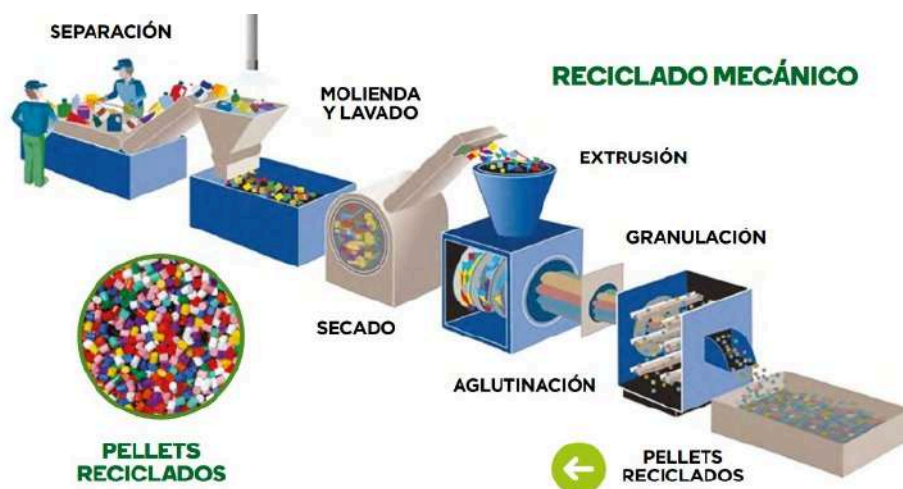 SEPARACIÓN
RECICLADO MECÁNICO
MOLIENDA
Y LAVADO
EXTRUSIÓN
GRANULACIÓN
SECADO
AGLUTINACIÓN
PELLETS
RECICLADOS
PELLETS
RECICLADOS